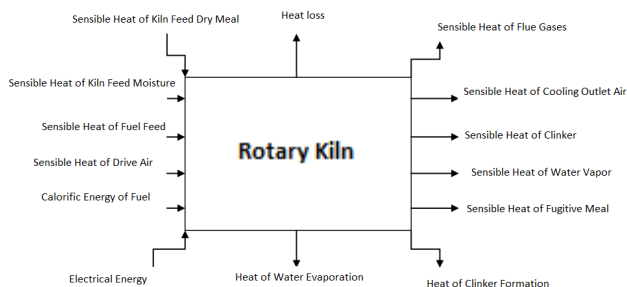 Sensible Heat of Kiln Feed Dry Meal
Heat loss
Sensible Heat of Flue Gases
Sensible Heat of Kiln Feed Moisture
Sensible Heat of Cooling Outlet Air
Sensible Heat of Fuel Feed
Sensible Heat of Clinker
Rotary Kiln
Sensible Heat of Drive Air
Sensible Heat of Water Vapor
Calorific Energy of Fuel
Sensible Heat of Fugitive Meal
Electrical Energy
Heat of Water Evaporation
Heat of Clinker Formation